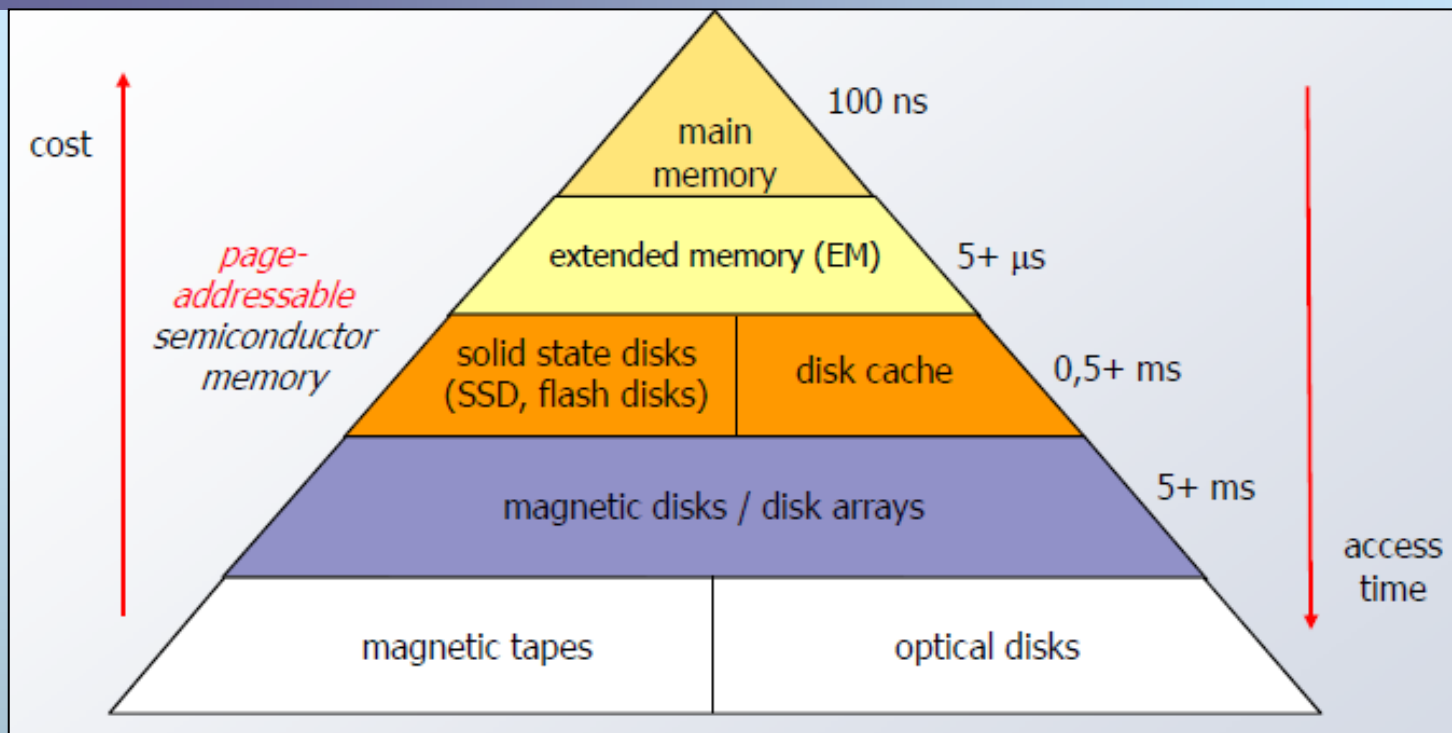 cost
100 ns
main
memory
page-
addressable
semiconductor
memory
extended memory (EM)
5+ μs
solid state disks
(SSD, flash disks)
disk cache
0,5+ ms
magnetic disks / disk arrays
5+ ms
access
time
magnetic tapes
optical disks